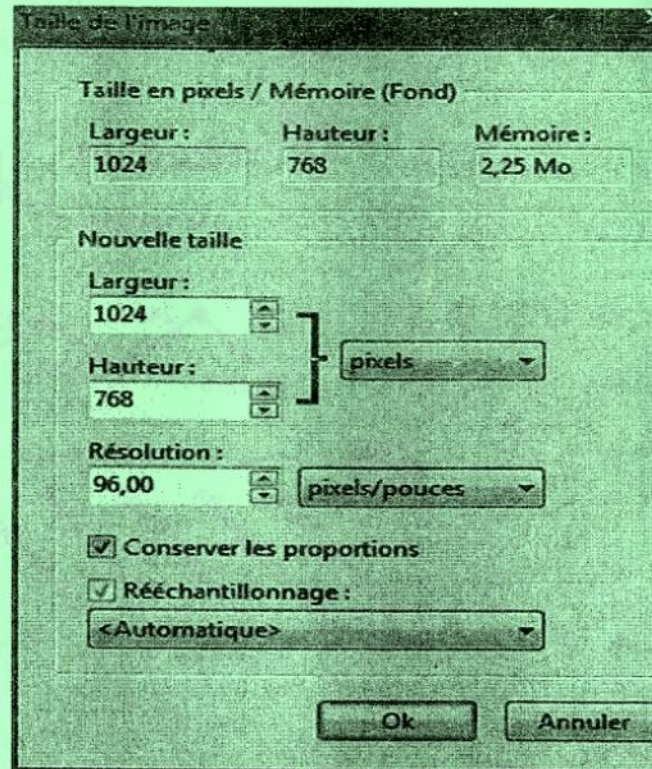 Taille de l'image
Taille en pixels / Mémoire (Fond)
Largeur : Hauteur : Mémoire :
1024 768 2,25 Mo
Nouvelle taille
Largeur :
1024
pixels
Hauteur :
768
Résolution :
96,00 pixels/pouces
Conserver les proportions
Rééchantillonnage :
<Automatique>
Ok Annuler